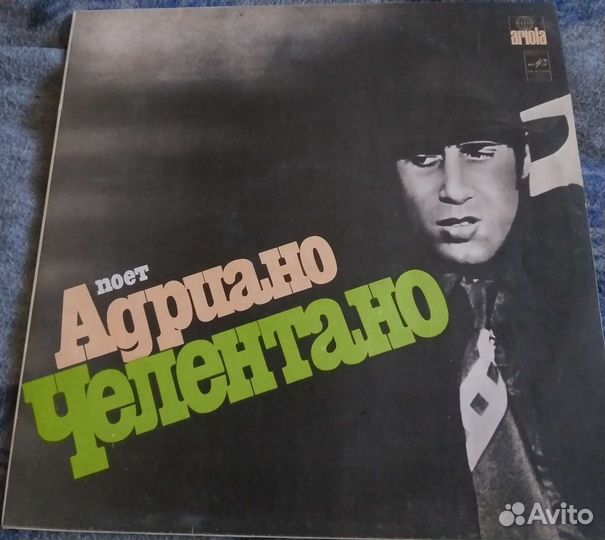 ariola
поет
Адриано
Челентано
Avito